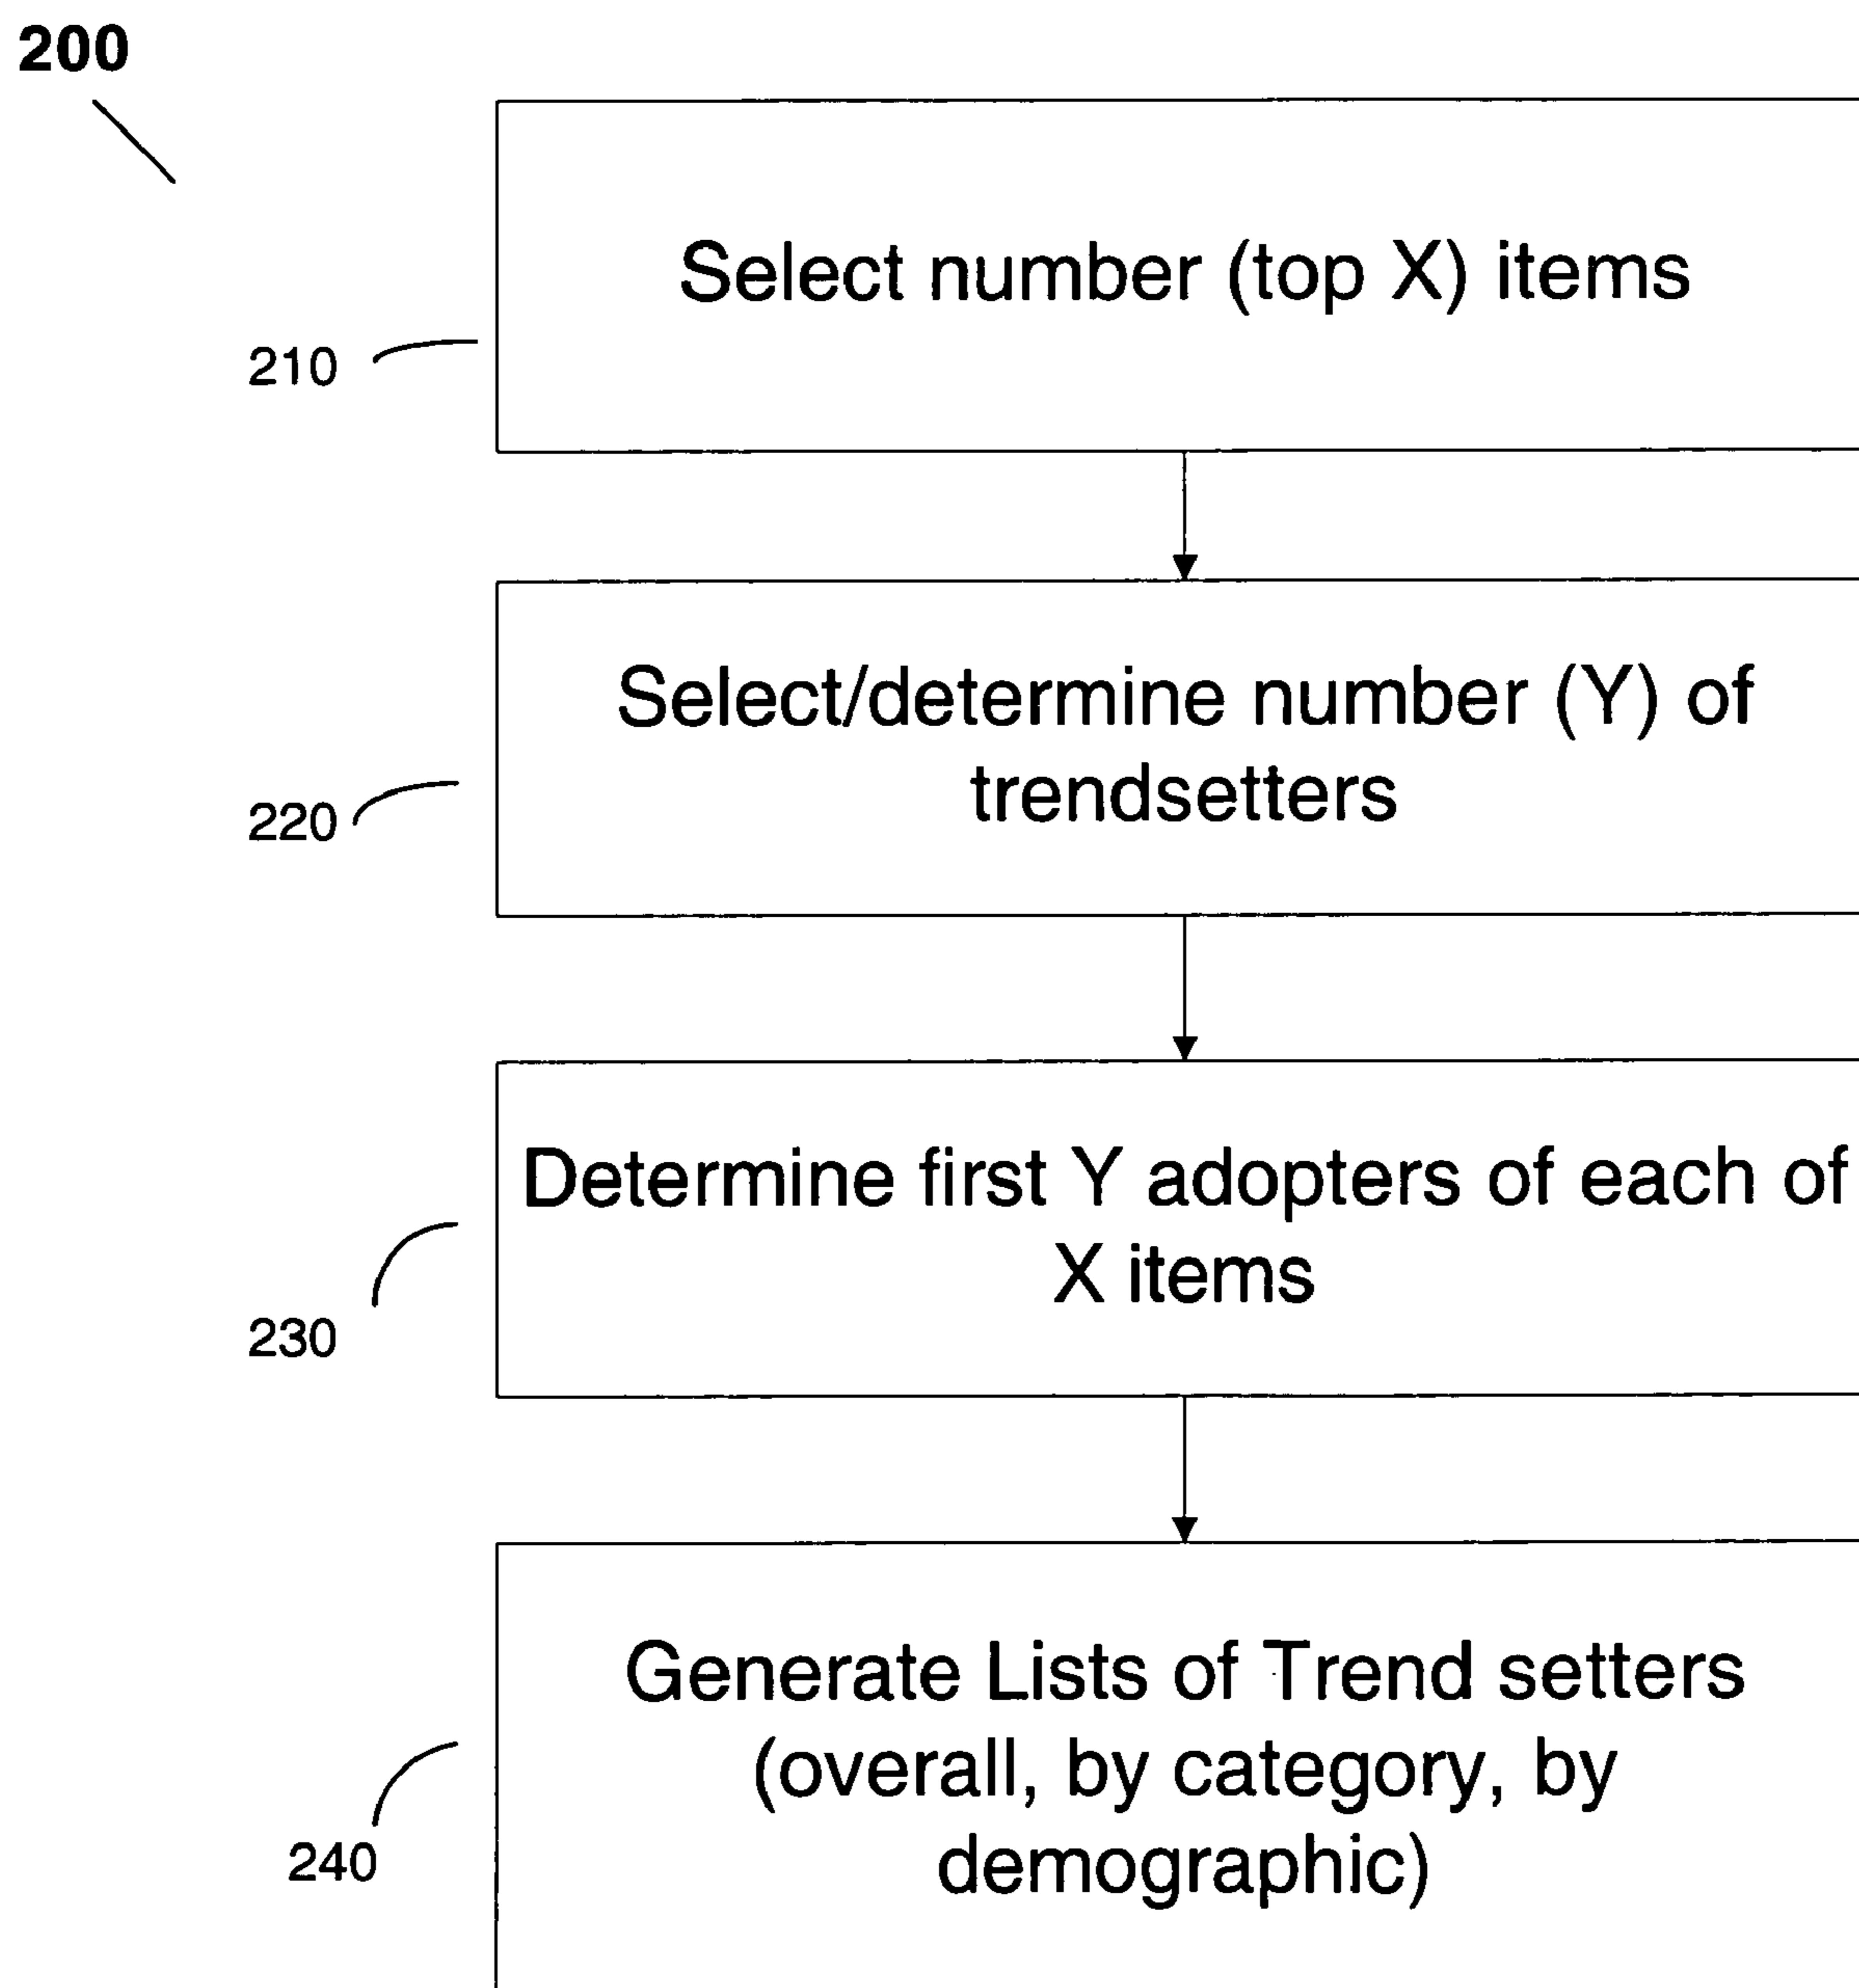 200
Select number (top X) items
210
Select/determine number (Y) of
trendsetters
220
Determine first Y adopters of each of
X items
230
Generate Lists of Trend setters
(overall, by category, by
demographic)
240